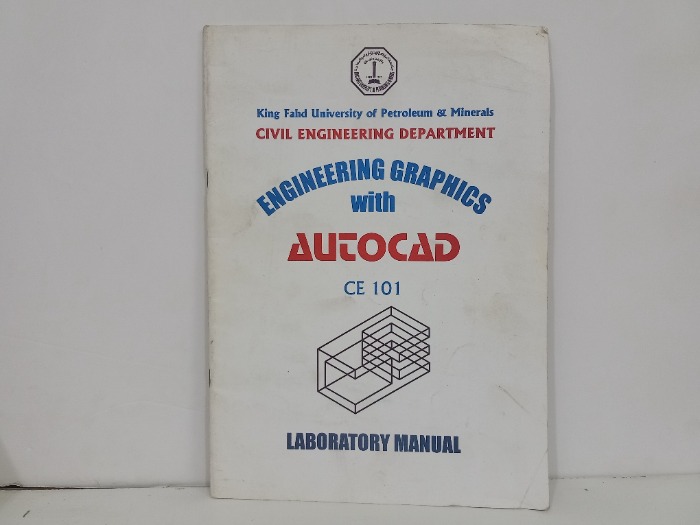 King Fahd University of Petroleum & Minerals
CIVIL ENGINEERING DEPARTMENT
ENGINEERING GRAPHICS
with
AUTOCAD
CE 101
LABORATORY MANUAL